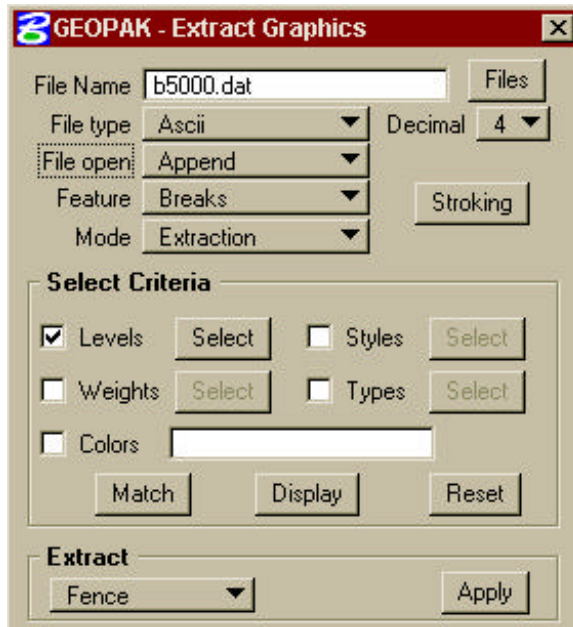 GEOPAK - Extract Graphics
File Name b5000.dat Files
File type Ascii Decimal 4
File open Append
Feature Breaks Stroking
Mode Extraction
Select Criteria
Levels Select Styles Select
Weights Select Types Select
Colors
Match Display Reset
Extract
Fence Apply